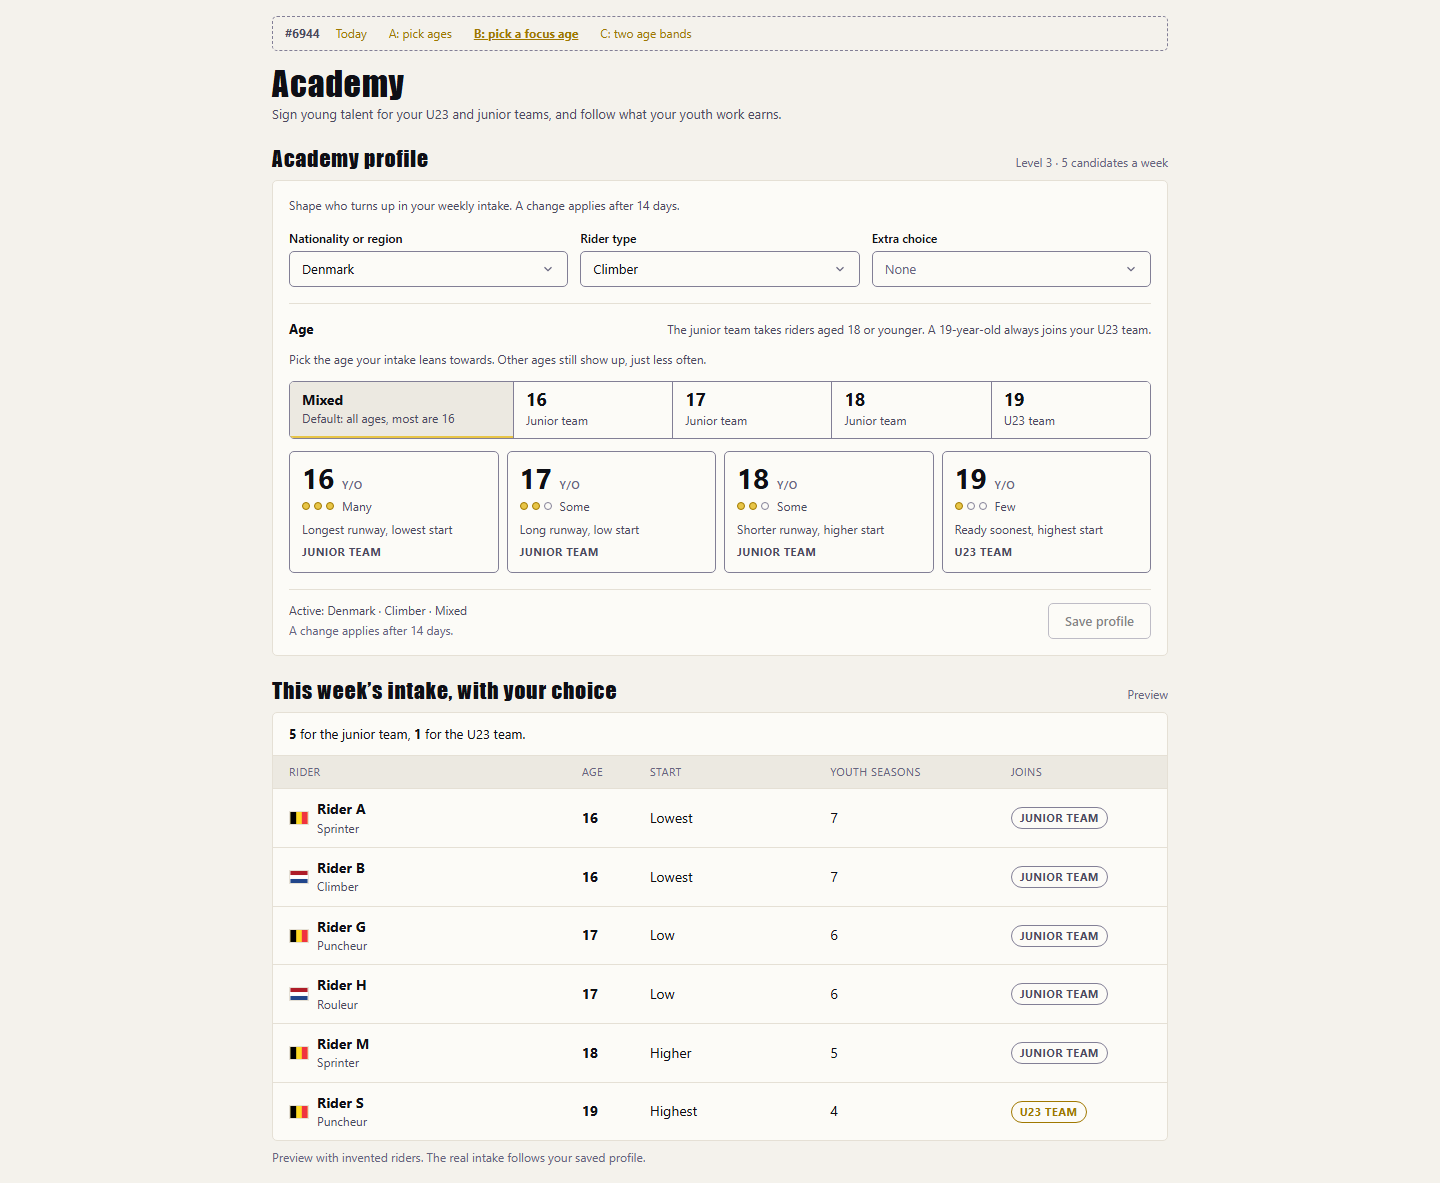 #6944 Today A: pick ages B: pick a focus age C: two age bands
Academy
Sign young talent for your U23 and junior teams, and follow what your youth work earns.
Academy profile Level 3 · 5 candidates a week
Shape who turns up in your weekly intake. A change applies after 14 days.
Nationality or region Rider type Extra choice
Denmark Climber None
Age The junior team takes riders aged 18 or younger. A 19-year-old always joins your U23 team.
Pick the age your intake leans towards. Other ages still show up, just less often.
Mixed 16 17 18 19
Default: all ages, most are 16 Junior team Junior team Junior team U23 team
16 Y/O 17 Y/O 18 Y/O 19 Y/O
Many Some Some Few
Longest runway, lowest start Long runway, low start Shorter runway, higher start Ready soonest, highest start
JUNIOR TEAM JUNIOR TEAM JUNIOR TEAM U23 TEAM
Active: Denmark · Climber · Mixed
A change applies after 14 days.
Save profile
This week's intake, with your choice Preview
5 for the junior team, 1 for the U23 team.
RIDER AGE START YOUTH SEASONS JOINS
Rider A 16 Lowest 7 JUNIOR TEAM
Sprinter
Rider B 16 Lowest 7 JUNIOR TEAM
Climber
Rider G 17 Low 6 JUNIOR TEAM
Puncheur
Rider H 17 Low 6 JUNIOR TEAM
Rouleur
Rider M 18 Higher 5 JUNIOR TEAM
Sprinter
Rider S 19 Highest 4 U23 TEAM
Puncheur
Preview with invented riders. The real intake follows your saved profile.